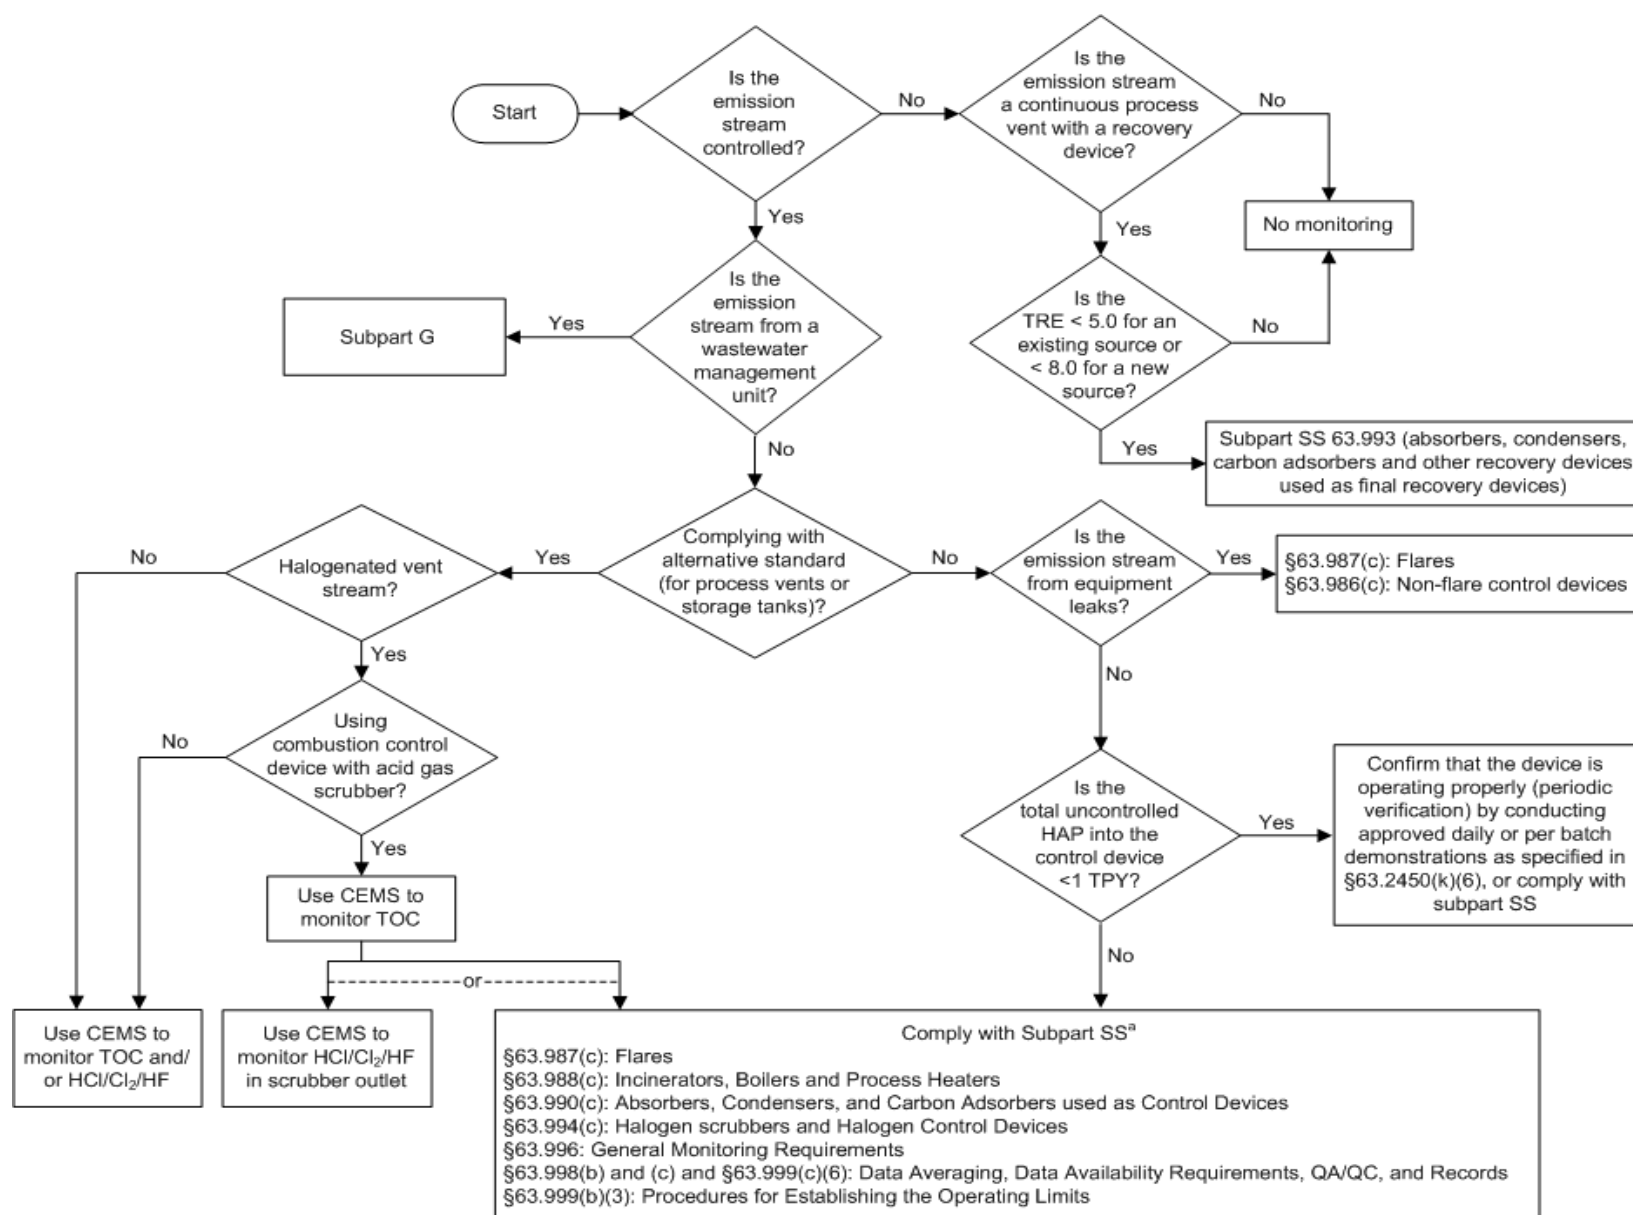 Start
Is the
emission
stream
controlled?
No
Is the
emission stream
a continuous process
vent with a recovery
device?
No
No monitoring
Yes
Yes
Is the
emission
stream from a
wastewater
management
unit?
Yes
Subpart G
Is the
TRE < 5.0 for an
existing source or
< 8.0 for a new
source?
No
Yes
Subpart SS 63.993 (absorbers, condensers,
carbon adsorbers and other recovery devices
used as final recovery devices)
No
Complying with
alternative standard
(for process vents or
storage tanks)?
Yes
No
Halogenated vent
stream?
No
Yes
Is the
emission stream
from equipment
leaks?
Yes
§63.987(c): Flares
§63.986(c): Non-flare control devices
No
Using
combustion control
device with acid gas
scrubber?
No
Yes
Is the
total uncontrolled
HAP into the
control device
<1 TPY?
Yes
Confirm that the device is
operating properly (periodic
verification) by conducting
approved daily or per batch
demonstrations as specified in
§63.2450(k)(6), or comply with
subpart SS
No
Use CEMS to
monitor TOC
or
Use CEMS to
monitor TOC and/
or HCl/Cl₂/HF
Use CEMS to
monitor HCl/Cl₂/HF
in scrubber outlet
Comply with Subpart SSᵃ
§63.987(c): Flares
§63.988(c): Incinerators, Boilers and Process Heaters
§63.990(c): Absorbers, Condensers, and Carbon Adsorbers used as Control Devices
§63.994(c): Halogen scrubbers and Halogen Control Devices
§63.996: General Monitoring Requirements
§63.998(b) and (c) and §63.999(c)(6): Data Averaging, Data Availability Requirements, QA/QC, and Records
§63.999(b)(3): Procedures for Establishing the Operating Limits